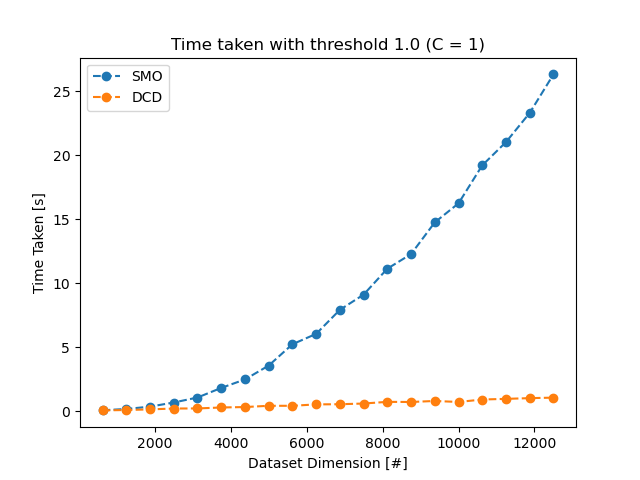 Time taken with threshold 1.0 (C = 1)
SMO
DCD
Time Taken [s]
25
20
15
10
5
0
2000 4000 6000 8000 10000 12000
Dataset Dimension [#]